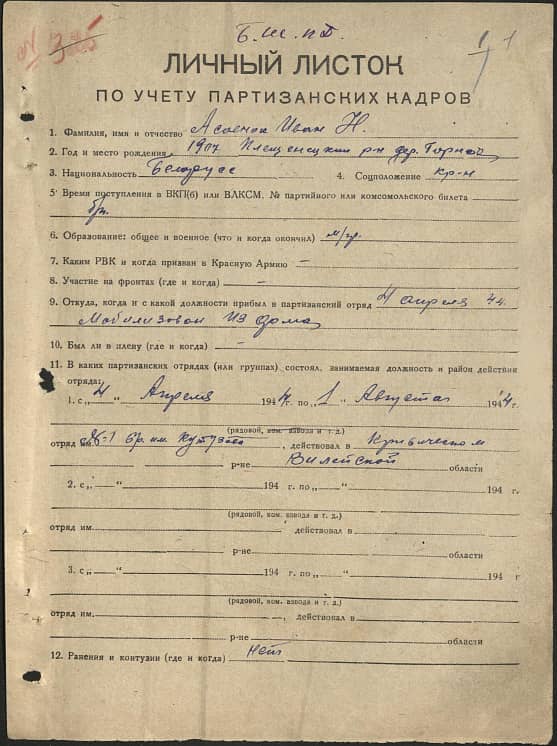 Б.Ш.П.Д.
№ 385
1
ЛИЧНЫЙ ЛИСТОК
ПО УЧЕТУ ПАРТИЗАНСКИХ КАДРОВ
1. Фамилия, имя и отчество Иван Н.
2. Год и место рождения 1907 Плещеницкий р-н дер.
3. Национальность Белорусс 4. Соцположение кр-н
5. Время поступления в ВКП(б) или ВЛКСМ, № партийного или комсомольского билета
бп.
6. Образование: общее и военное (что и когда окончил) м/гр.
7. Каким РВК и когда призван в Красную Армию –
8. Участие на фронтах (где и когда) –
9. Откуда, когда и с какой должности прибыл в партизанский отряд 4 апреля 44.
Мобилизован из дома
10. Был ли в плену (где и когда) –
11. В каких партизанских отрядах (или группах) состоял, занимаемая должность и район действия
отряда:
1. с „4“ Апреля 1944 г. по „1“ Августа 1944 г.
(рядовой, ком. взвода и т. д.)
отряд им. №-1 бр. им. Кутузова, действовал в Кривическом
р-не Вилейской области
2. с „ “ 194 г. по „ “ 194 г.
(рядовой, ком. взвода и т. д.)
отряд им. , действовал в
р-не области
3. с „ “ 194 г. по „ “ 194 г.
(рядовой, ком. взвода и т. д.)
отряд им. , действовал в
р-не области
12. Ранения и контузии (где и когда) Нет